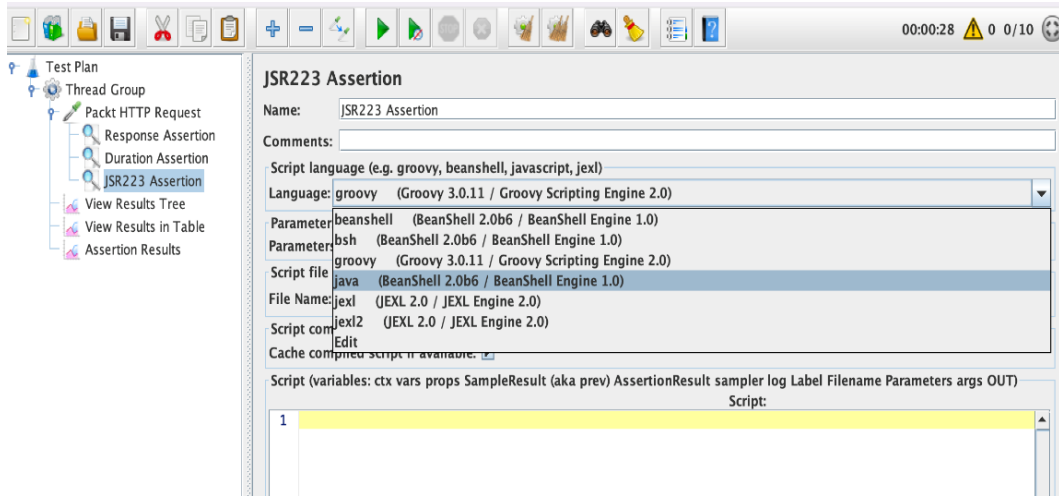 00:00:28 0 0/10
Test Plan
Thread Group
Packt HTTP Request
Response Assertion
Duration Assertion
JSR223 Assertion
View Results Tree
View Results in Table
Assertion Results
JSR223 Assertion
Name: JSR223 Assertion
Comments:
Script language (e.g. groovy, beanshell, javascript, jexl)
Language: groovy (Groovy 3.0.11 / Groovy Scripting Engine 2.0)
beanshell (BeanShell 2.0b6 / BeanShell Engine 1.0)
Parameter
bsh (BeanShell 2.0b6 / BeanShell Engine 1.0)
Parameters
groovy (Groovy 3.0.11 / Groovy Scripting Engine 2.0)
Script file
java (BeanShell 2.0b6 / BeanShell Engine 1.0)
File Name:
jexl (JEXL 2.0 / JEXL Engine 2.0)
jexl2 (JEXL 2.0 / JEXL Engine 2.0)
Script com
Edit
Cache compiled script if available:
Script (variables: ctx vars props SampleResult (aka prev) AssertionResult sampler log Label Filename Parameters args OUT)
Script:
1